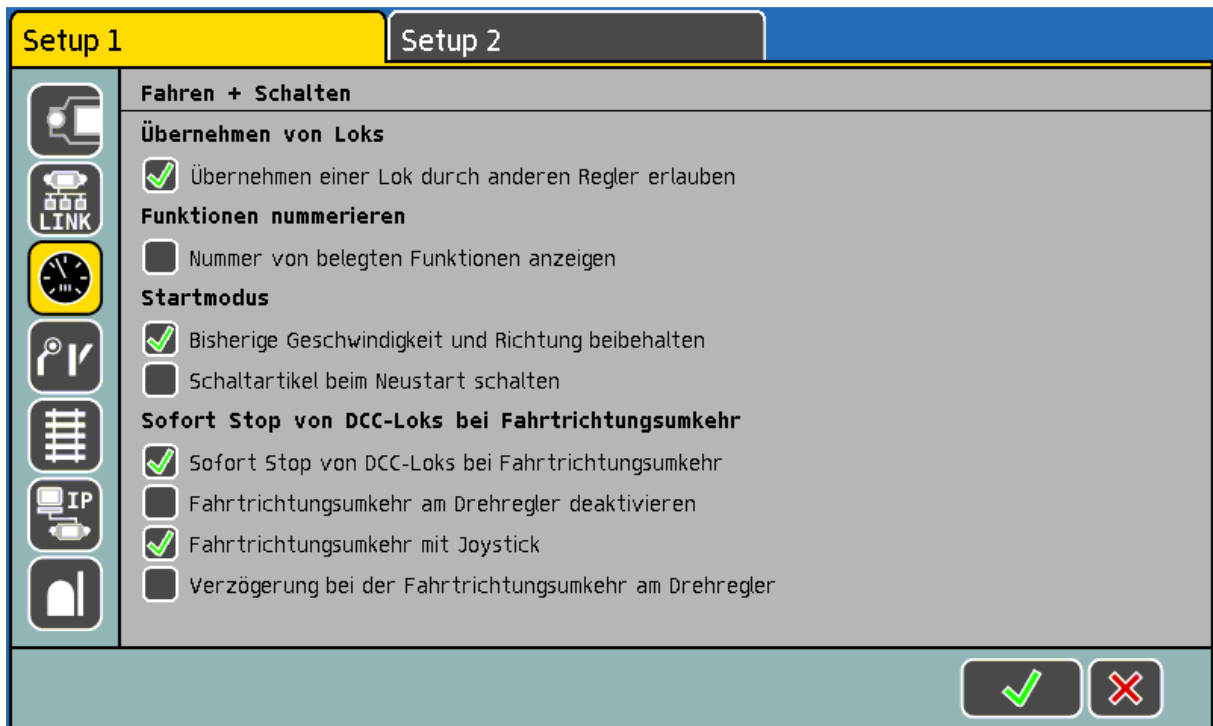 Setup 1
Setup 2
Fahren + Schalten
Übernehmen von Loks
Übernehmen einer Lok durch anderen Regler erlauben
LINK
Funktionen nummerieren
Nummer von belegten Funktionen anzeigen
Startmodus
Bisherige Geschwindigkeit und Richtung beibehalten
Schaltartikel beim Neustart schalten
Sofort Stop von DCC-Loks bei Fahrtrichtungsumkehr
Sofort Stop von DCC-Loks bei Fahrtrichtungsumkehr
Fahrtrichtungsumkehr am Drehregler deaktivieren
IP
Fahrtrichtungsumkehr mit Joystick
Verzögerung bei der Fahrtrichtungsumkehr am Drehregler